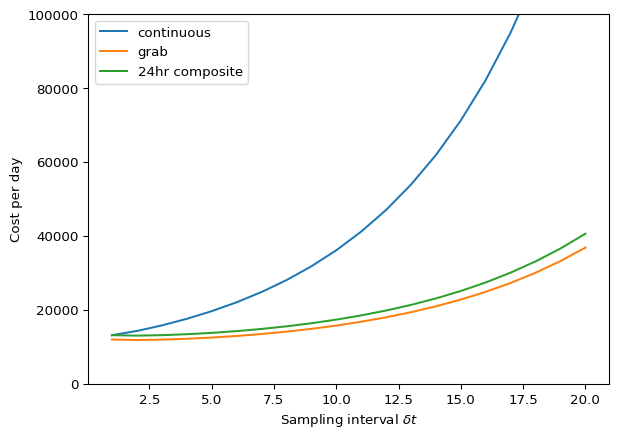 100000
80000
60000
40000
20000
0
Cost per day
continuous
grab
24hr composite
2.5 5.0 7.5 10.0 12.5 15.0 17.5 20.0
Sampling interval δt